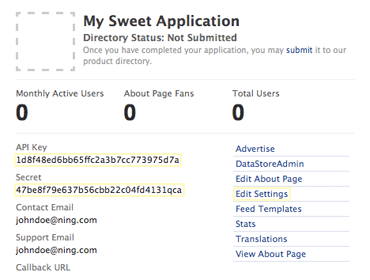 My Sweet Application
Directory Status: Not Submitted
Once you have completed your application, you may submit it to our
product directory.
Monthly Active Users
About Page Fans
Total Users
0
0
0
API Key
1d8f48ed6bb65ffc2a3b7cc773975d7a
Secret
47be8f79e637b56cbb22c04fd4131qca
Contact Email
johndoe@ning.com
Support Email
johndoe@ning.com
Callback URL
Advertise
DataStoreAdmin
Edit About Page
Edit Settings
Feed Templates
Stats
Translations
View About Page